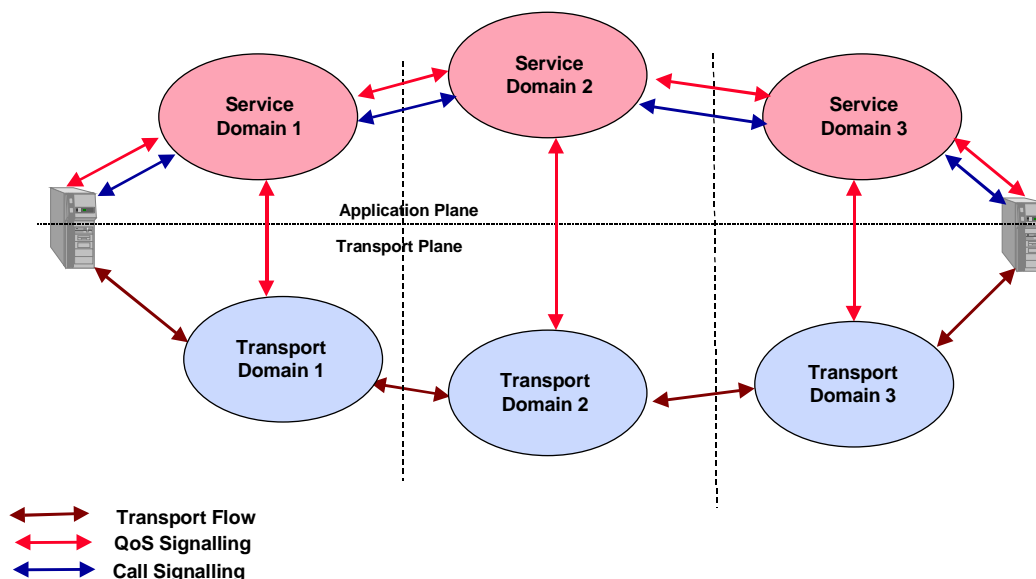 Service
Domain 1
Service
Domain 2
Service
Domain 3
Application Plane
Transport Plane
Transport
Domain 1
Transport
Domain 2
Transport
Domain 3
Transport Flow
QoS Signalling
Call Signalling